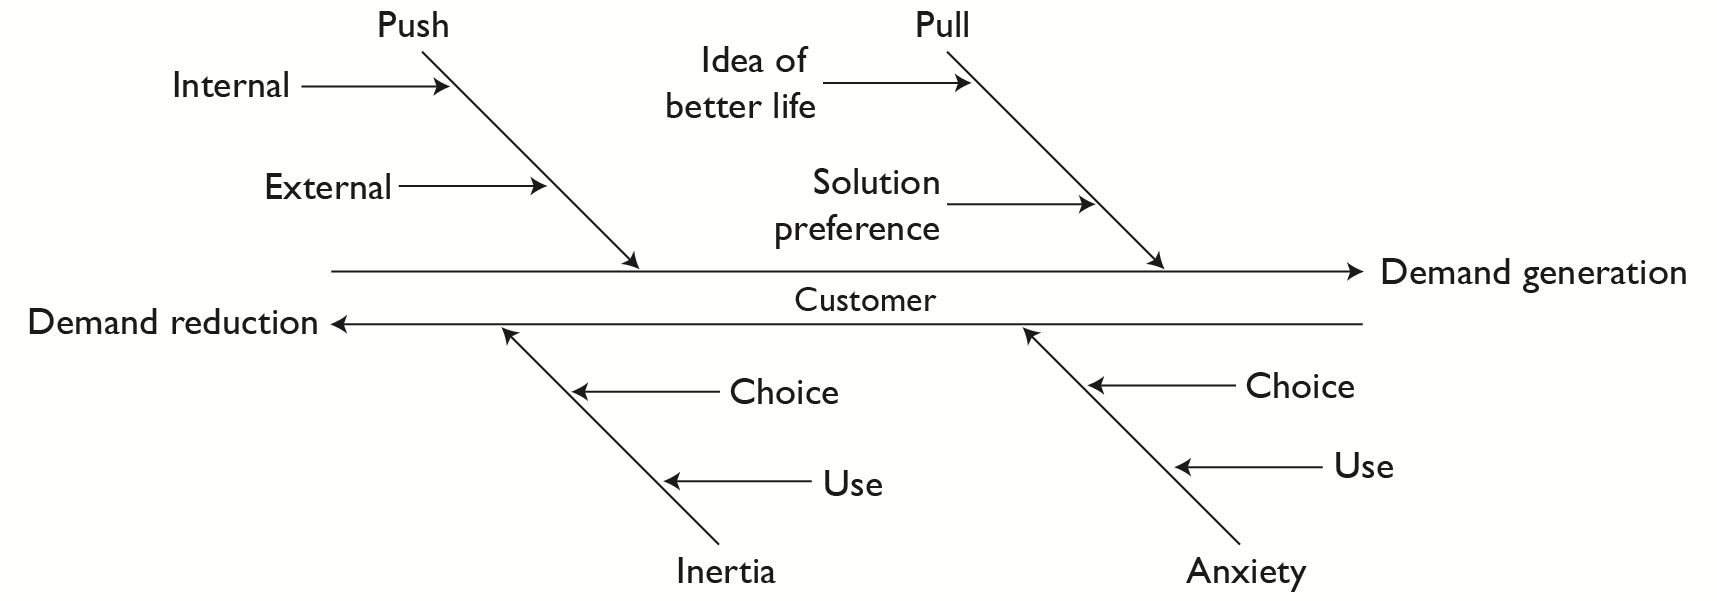 Push
Pull
Internal
Idea of
better life
External
Solution
preference
Demand generation
Customer
Demand reduction
Choice
Choice
Use
Use
Inertia
Anxiety